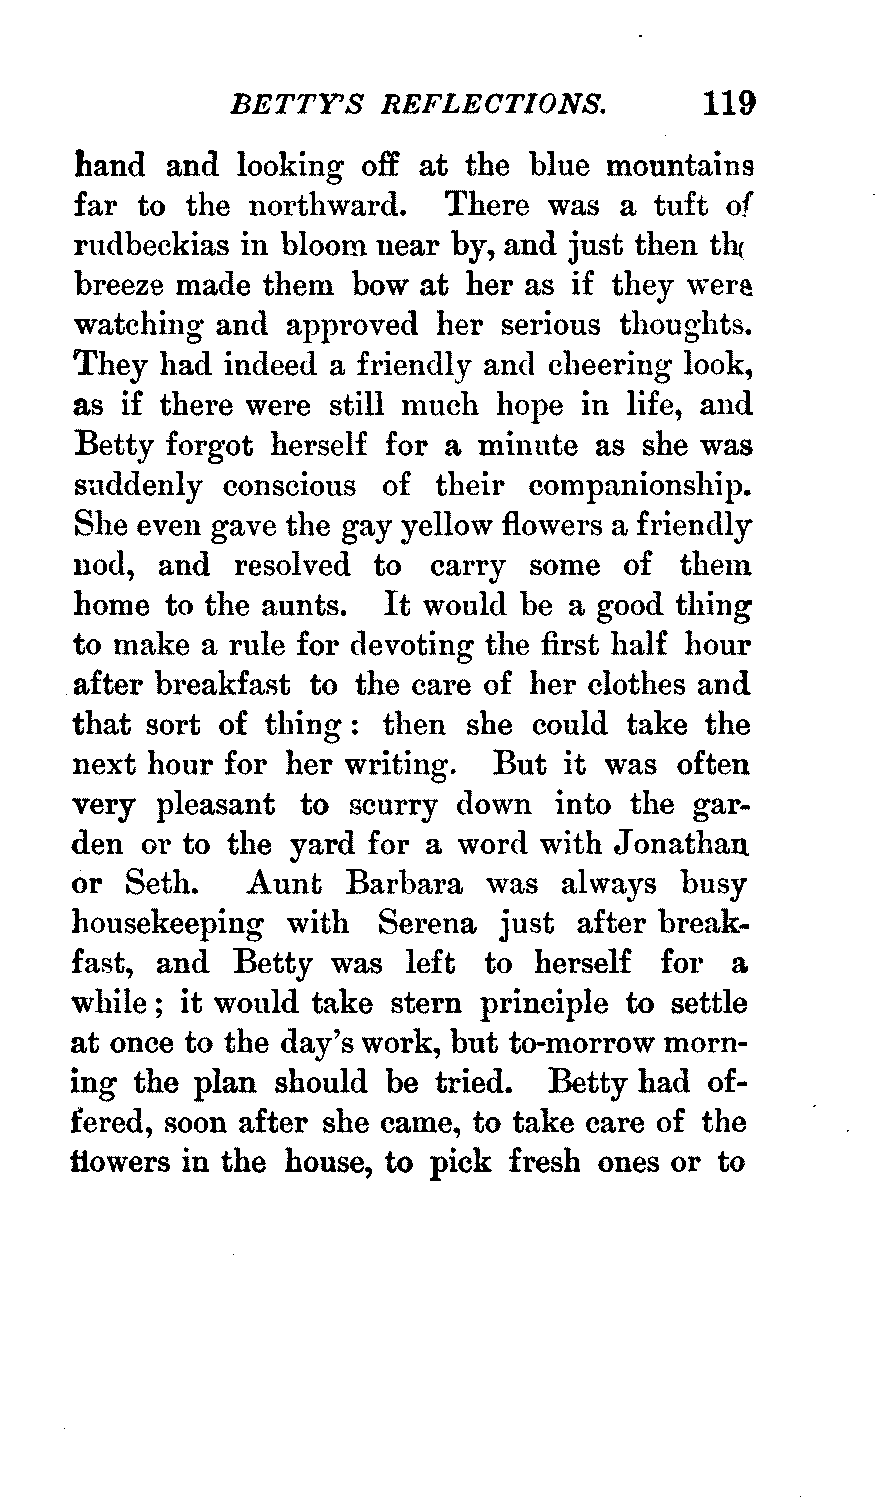 BETTY'S REFLECTIONS. 119
hand and looking off at the blue mountains
far to the northward. There was a tuft of
rudbeckias in bloom near by, and just then the
breeze made them bow at her as if they were
watching and approved her serious thoughts.
They had indeed a friendly and cheering look,
as if there were still much hope in life, and
Betty forgot herself for a minute as she was
suddenly conscious of their companionship.
She even gave the gay yellow flowers a friendly
nod, and resolved to carry some of them
home to the aunts. It would be a good thing
to make a rule for devoting the first half hour
after breakfast to the care of her clothes and
that sort of thing : then she could take the
next hour for her writing. But it was often
very pleasant to scurry down into the gar-
den or to the yard for a word with Jonathan
or Seth. Aunt Barbara was always busy
housekeeping with Serena just after break-
fast, and Betty was left to herself for a
while ; it would take stern principle to settle
at once to the day's work, but to-morrow morn-
ing the plan should be tried. Betty had of-
fered, soon after she came, to take care of the
flowers in the house, to pick fresh ones or to